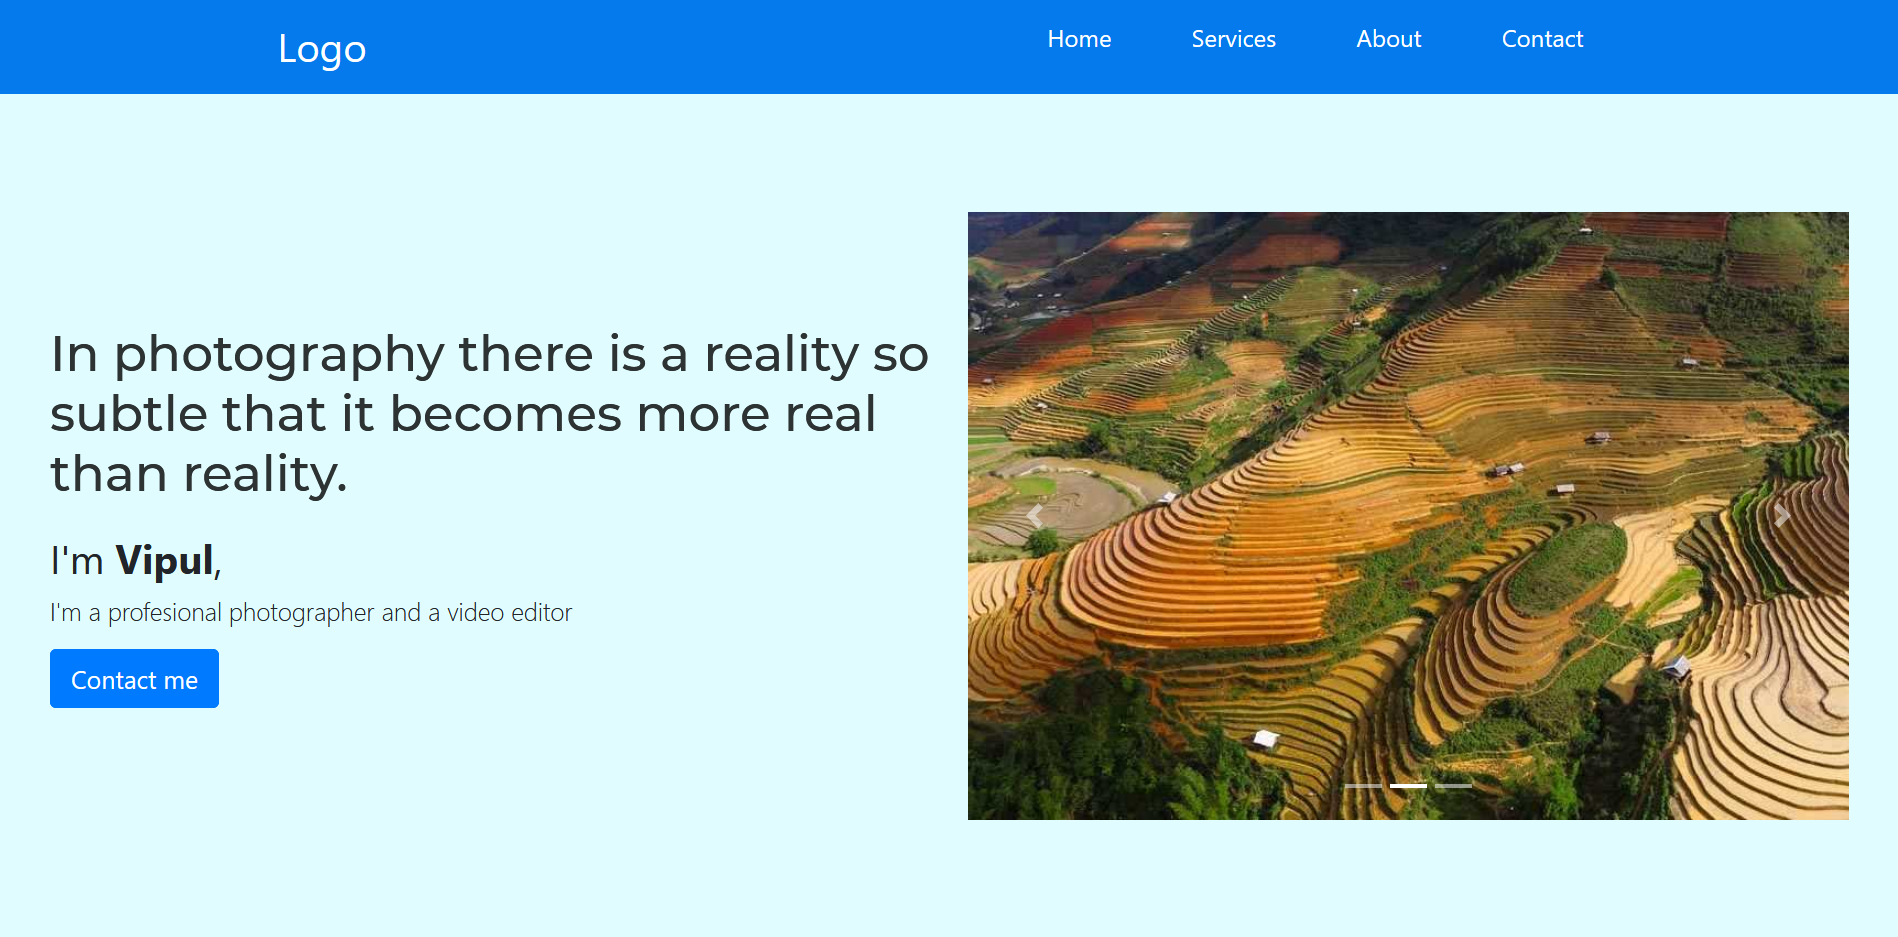 Logo
Home Services About Contact
In photography there is a reality so
subtle that it becomes more real
than reality.
I'm Vipul,
I'm a profesional photographer and a video editor
Contact me